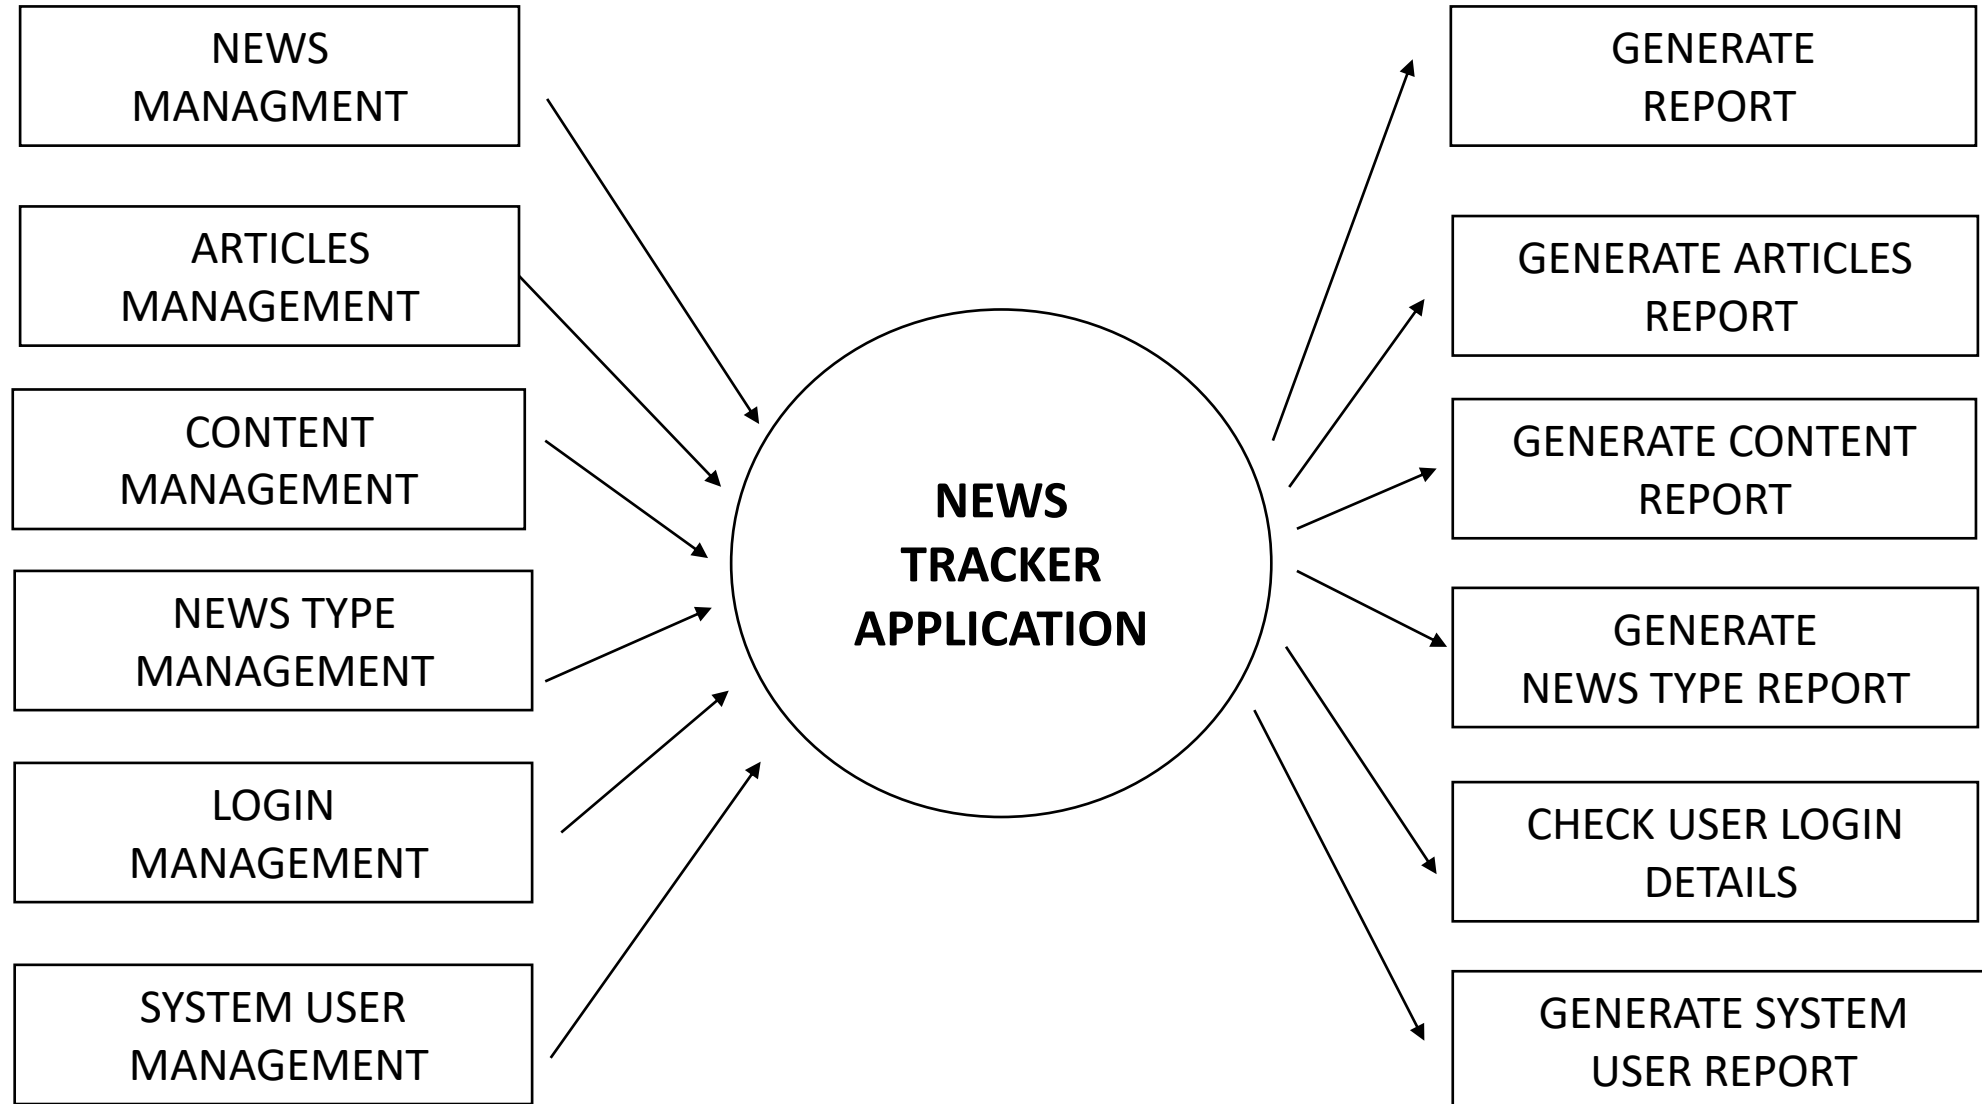 NEWS
MANAGMENT
ARTICLES
MANAGEMENT
CONTENT
MANAGEMENT
NEWS TYPE
MANAGEMENT
LOGIN
MANAGEMENT
SYSTEM USER
MANAGEMENT
NEWS
TRACKER
APPLICATION
GENERATE
REPORT
GENERATE ARTICLES
REPORT
GENERATE CONTENT
REPORT
GENERATE
NEWS TYPE REPORT
CHECK USER LOGIN
DETAILS
GENERATE SYSTEM
USER REPORT